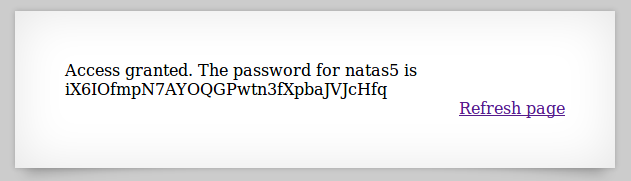 Access granted. The password for natas5 is
iX6IOfmpN7AYOQGPwtn3fXpbaJVJcHfq
Refresh page